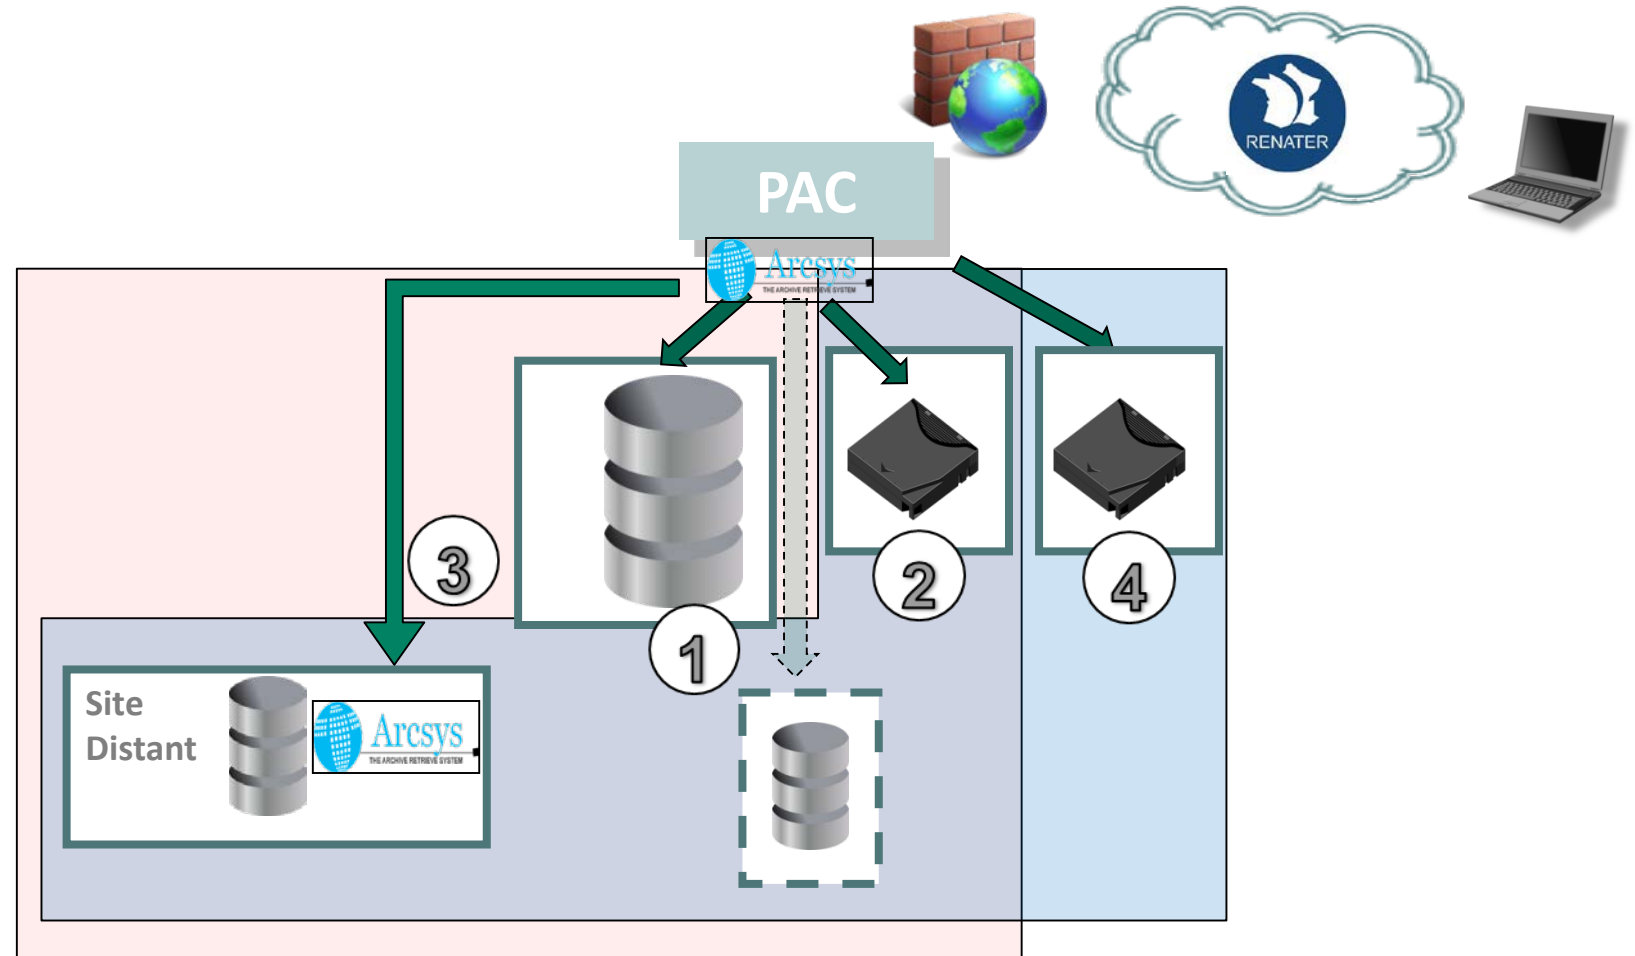 RENATER
PAC
Arcsys
THE ARCHIVE RETRIEVE SYSTEM
3
2
4
1
Site
Distant
Arcsys
THE ARCHIVE RETRIEVE SYSTEM